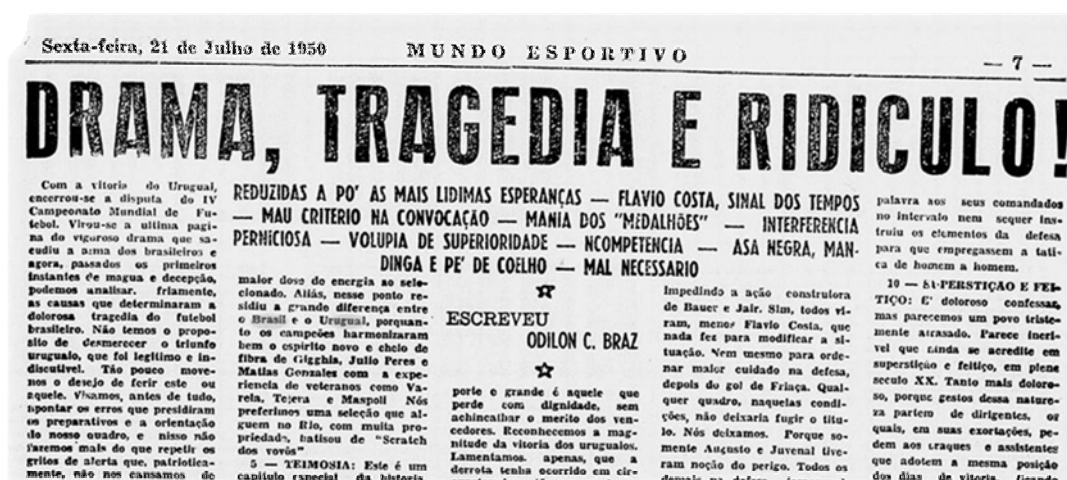 Sexta-feira, 21 de Julho de 1950
MUNDO ESPORTIVO
— 7 —
DRAMA, TRAGEDIA E RIDICULO!
REDUZIDAS A PO' AS MAIS LIDIMAS ESPERANÇAS — FLAVIO COSTA, SINAL DOS TEMPOS
— MAU CRITERIO NA CONVOCAÇÃO — MANIA DOS "MEDALHÕES" — INTERFERENCIA
PERNICIOSA — VOLUPIA DE SUPERIORIDADE — NCOMPETENCIA — ASA NEGRA, MAN-
DINGA E PE' DE COELHO — MAL NECESSARIO
Com a vitoria do Uruguai,
encerrou-se a disputa do IV
Campeonato Mundial de Fu-
tebol. Virou-se a ultima pagi-
na do vigoroso drama que sa-
cudiu a alma dos brasileiros e
agora, passados os primeiros
instantes de magua e decepção,
podemos analisar. friamente,
as causas que determinaram a
dolorosa tragedia do futebol
brasileiro. Não temos o propo-
sito de desmerecer o triunfo
uruguaio, que foi legitimo e in-
discutivel. Tão pouco move-
nos o desejo de ferir este ou
aquele. Visamos, antes de tudo,
apontar os erros que presidiram
os preparativos e a orientação
do nosso quadro, e nisso não
faremos mais do que repetir os
gritos de alerta que, patriotica-
mente, não nos cansamos de
maior dose de energia ao sele-
cionado. Aliás, nesse ponto re-
sidiu a grande diferença entre
o Brasil e o Uruguai, porquan-
to os campeões harmonizaram
bem o espirito novo e cheio de
fibra de Gigghia, Julio Peres e
Matias Gonzales com a expe-
riencia de veteranos como Va-
rela, Tejera e Maspoli Nós
preferimos uma seleção que al-
guem no Rio, com muita pro-
priedade, batisou de "Scratch
dos vovôs"
5 — TEIMOSIA: Este é um
capitulo especial da historia
ESCREVEU
ODILON C. BRAZ
porte e grande é aquele que
perde com dignidade, sem
achincalhar o merito dos ven-
cedores. Reconhecemos a mag-
nitude da vitoria dos uruguaios.
Lamentamos. apenas, que a
derrota tenha ocorrido em cir-
impedindo a ação construtora
de Bauer e Jair. Sim, todos vi-
ram, menos Flavio Costa, que
nada fez para modificar a si-
tuação. Nem mesmo para orde-
nar maior cuidado na defesa,
depois do gol de Friaça. Qual-
quer quadro, naquelas condi-
ções, não deixaria fugir o titu-
lo. Nós deixamos. Porque so-
mente Augusto e Juvenal tive-
ram noção do perigo. Todos os
demais na defesa
palavra aos seus comandados
no intervalo nem sequer ins-
truiu os elementos da defesa
para que empregassem a tati-
ca de homem a homem.
10 — SUPERSTIÇÃO E FEI-
TIÇO: E' doloroso confessar,
mas parecemos um povo triste-
mente atrasado. Parece incri-
vel que ainda se acredite em
superstição e feitiço, em plene
seculo XX. Tanto mais doloro-
so, porque gestos dessa nature-
za partem de dirigentes, os
quais, em suas exortações, pe-
dem aos craques e assistentes
que adotem a mesma posição
dos dias de vitoria, ficando